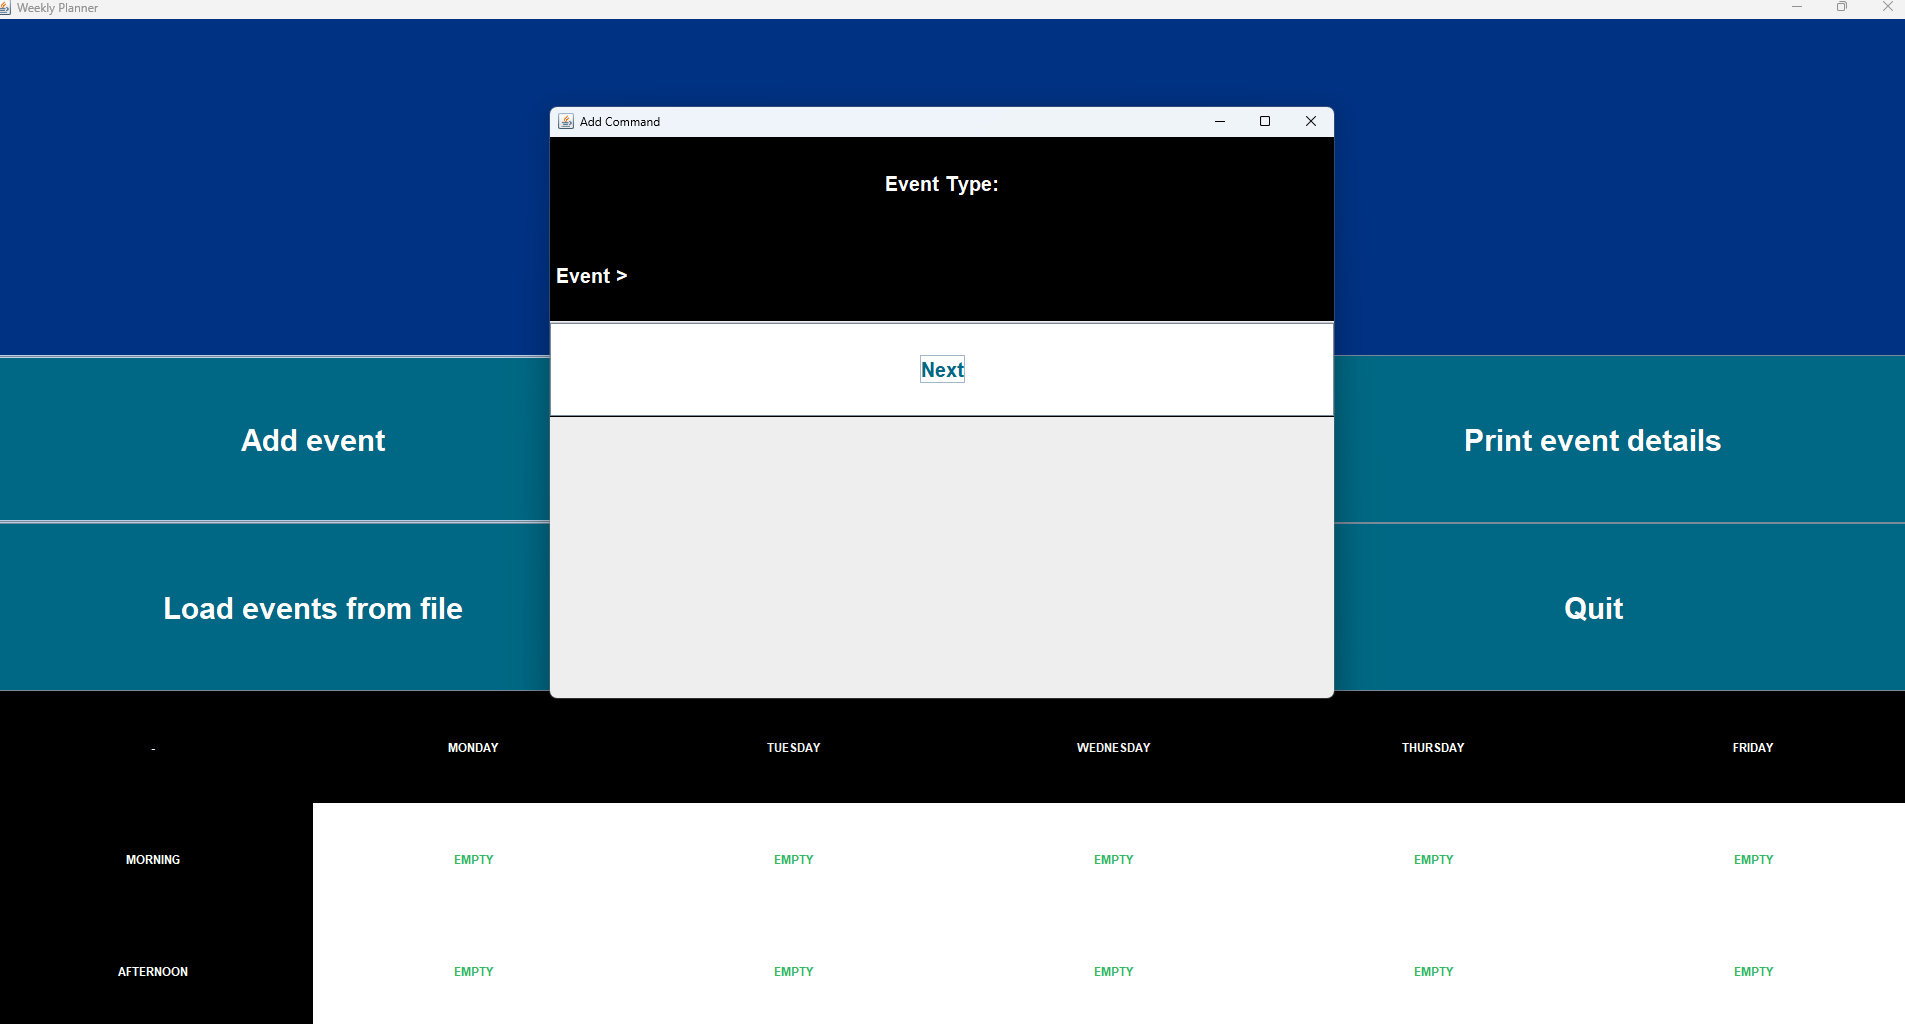 Weekly Planner
Add Command
Event Type:
Event >
Next
Add event
Print event details
Load events from file
Quit
- MONDAY TUESDAY WEDNESDAY THURSDAY FRIDAY
MORNING EMPTY EMPTY EMPTY EMPTY EMPTY
AFTERNOON EMPTY EMPTY EMPTY EMPTY EMPTY